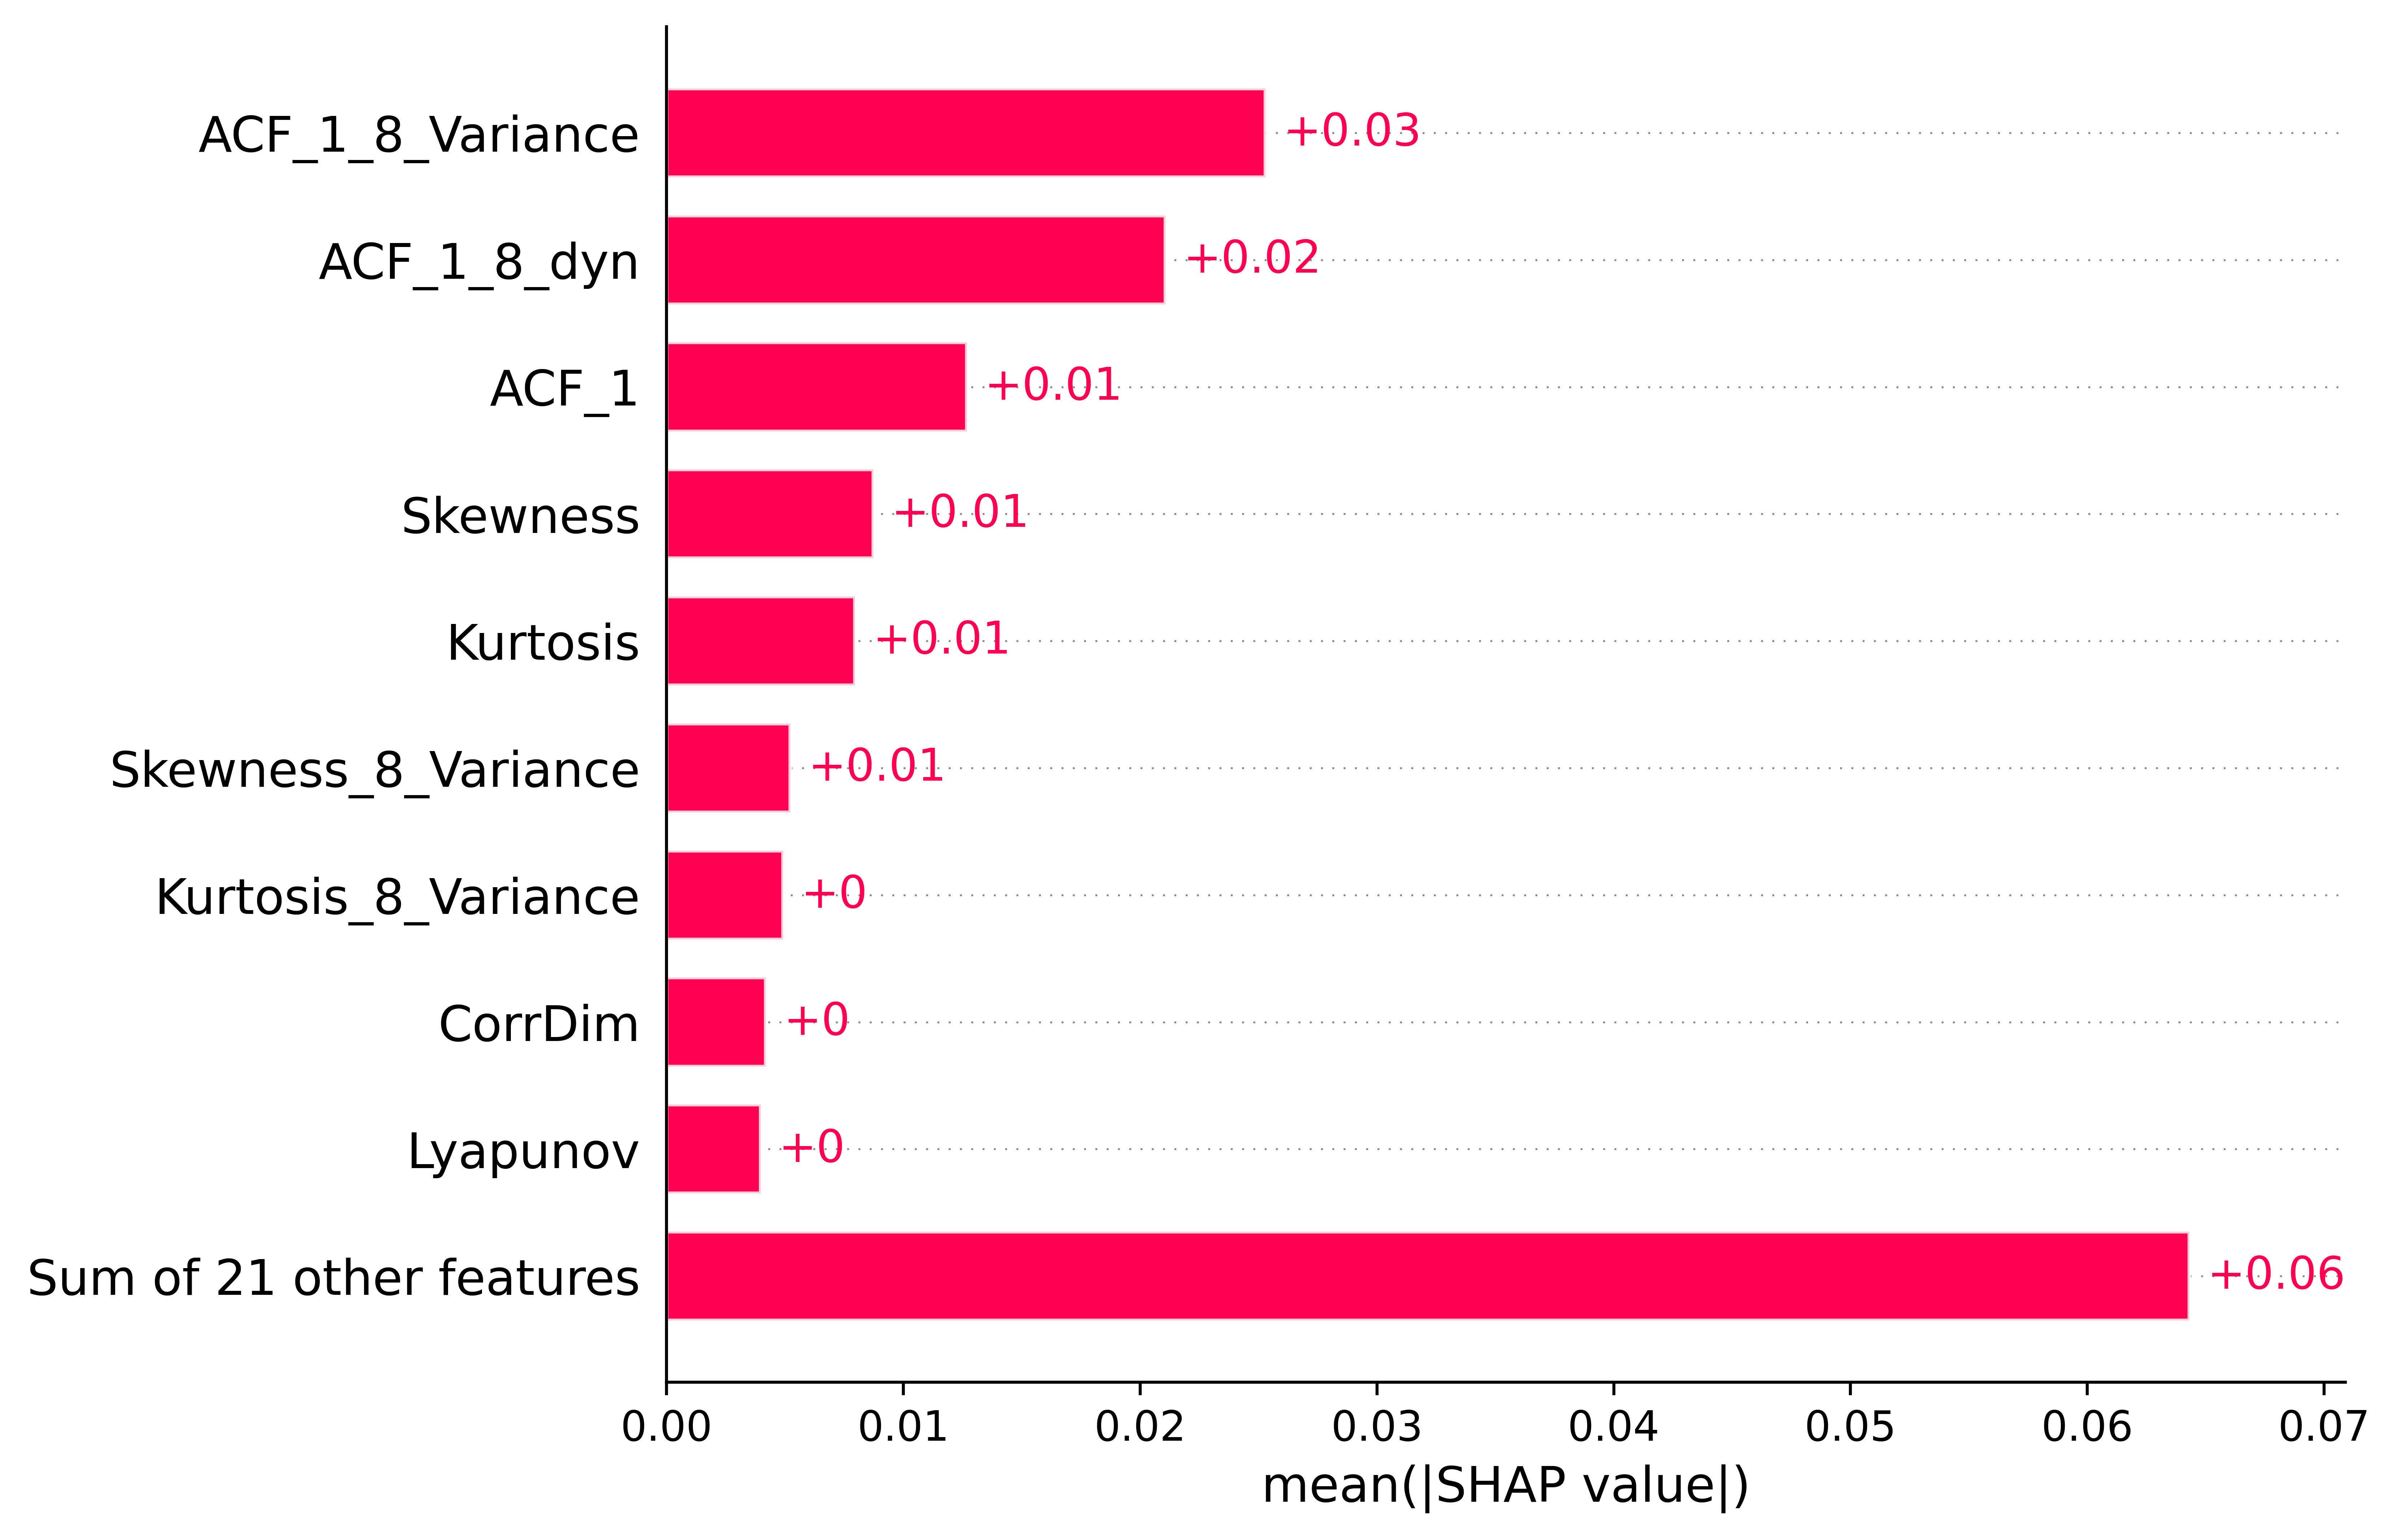 ACF_1_8_Variance +0.03
ACF_1_8_dyn +0.02
ACF_1 +0.01
Skewness +0.01
Kurtosis +0.01
Skewness_8_Variance +0.01
Kurtosis_8_Variance +0
CorrDim +0
Lyapunov +0
Sum of 21 other features +0.06
0.00 0.01 0.02 0.03 0.04 0.05 0.06 0.07
mean(|SHAP value|)